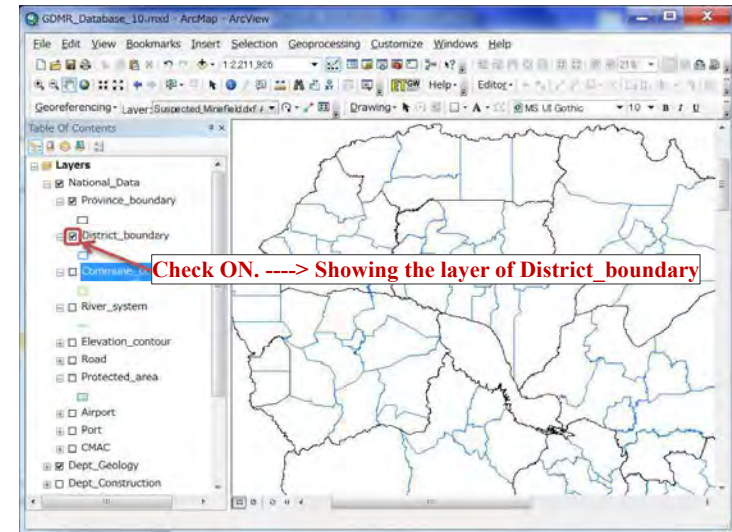 GDMR_Database_10.mxd - ArcMap - ArcView
File Edit View Bookmarks Insert Selection Geoprocessing Customize Windows Help
1:2,211,926
Help Editor
Georeferencing Layer: Drawing MS UI Gothic 10 B I U
Table Of Contents
Layers
National_Data
Province_boundary
District_boundary
Check ON. ----> Showing the layer of District_boundary
River_system
Elevation_contour
Road
Protected_area
Airport
Port
CMAC
Dept_Geology
Dept_Construction